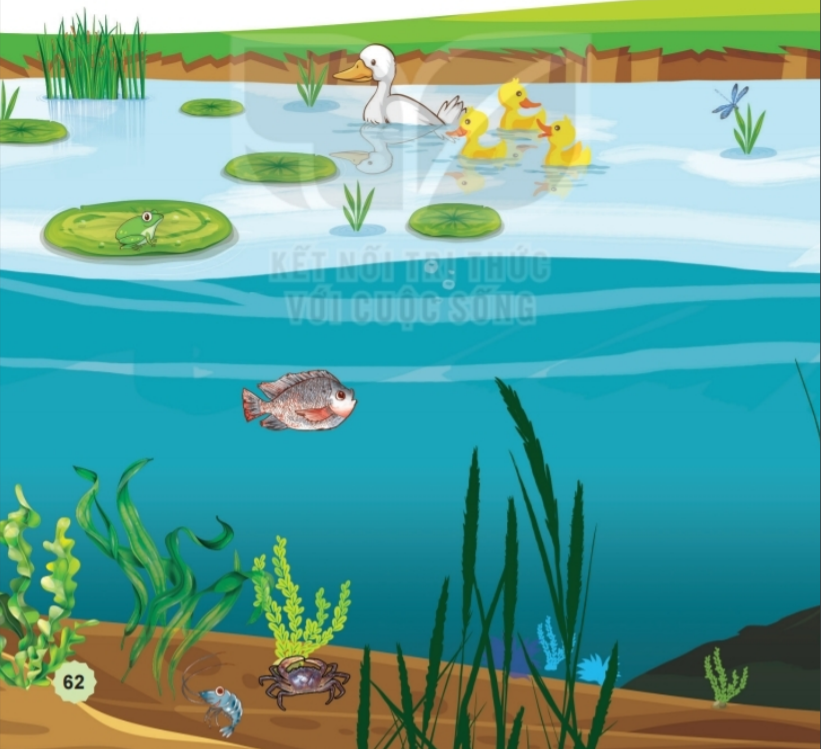 KẾT NỐI TRI THỨC
VỚI CUỘC SỐNG
62